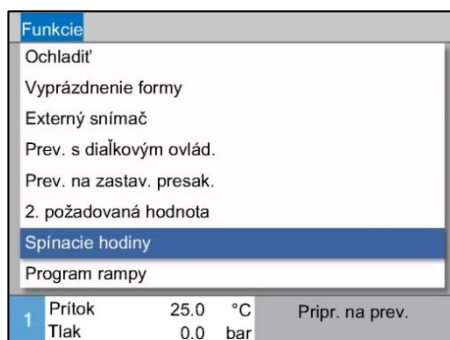 Funkcie
Ochladiť
Vyprázdnenie formy
Externý snímač
Prev. s diaľkovým ovlád.
Prev. na zastav. presak.
2. požadovaná hodnota
Spínacie hodiny
Program rampy
1 Prítok 25.0 °C Pripr. na prev.
Tlak 0.0 bar